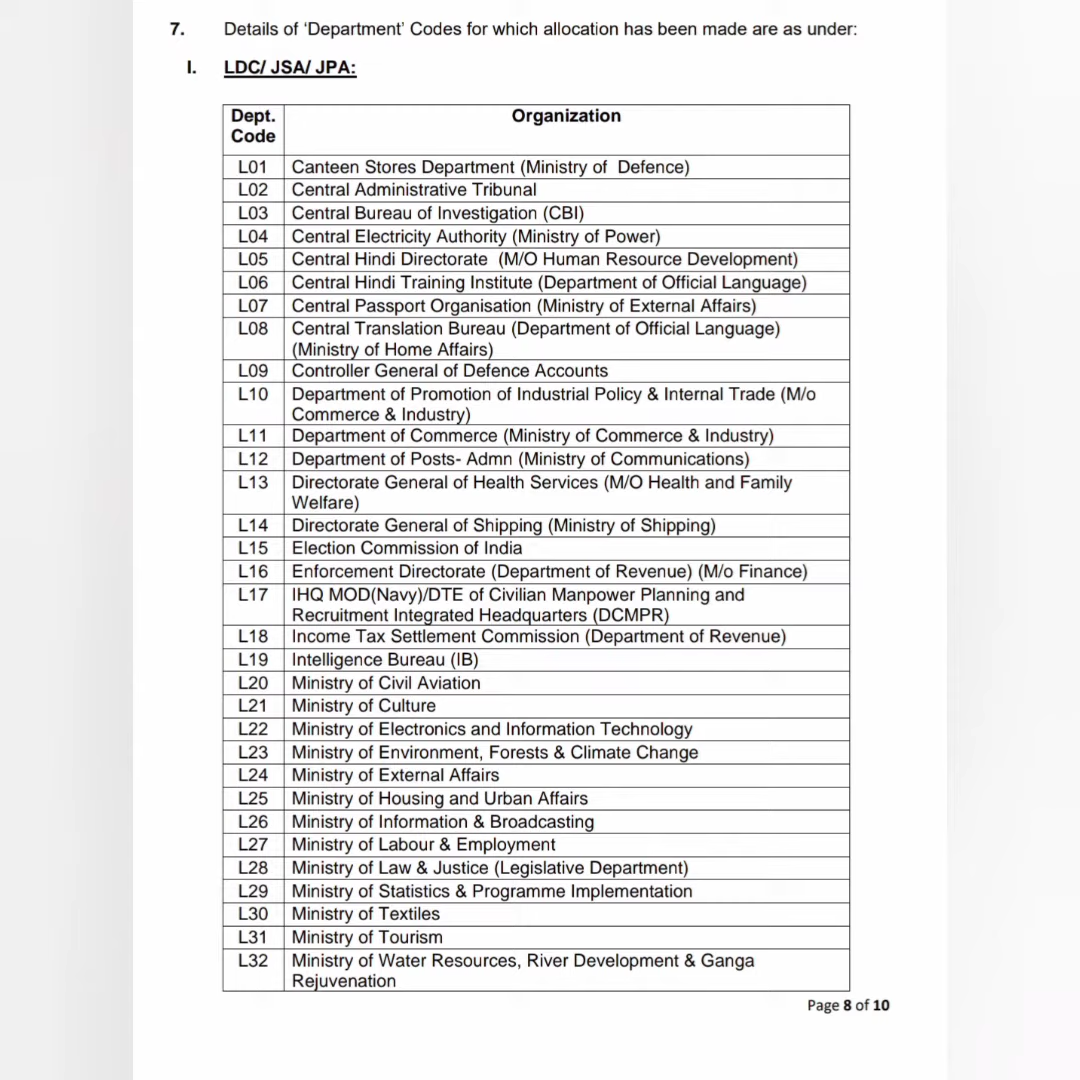 7. Details of 'Department' Codes for which allocation has been made are as under:
I. LDC/ JSA/ JPA:
Dept. Organization
Code
L01 Canteen Stores Department (Ministry of Defence)
L02 Central Administrative Tribunal
L03 Central Bureau of Investigation (CBI)
L04 Central Electricity Authority (Ministry of Power)
L05 Central Hindi Directorate (M/O Human Resource Development)
L06 Central Hindi Training Institute (Department of Official Language)
L07 Central Passport Organisation (Ministry of External Affairs)
L08 Central Translation Bureau (Department of Official Language)
(Ministry of Home Affairs)
L09 Controller General of Defence Accounts
L10 Department of Promotion of Industrial Policy & Internal Trade (M/o
Commerce & Industry)
L11 Department of Commerce (Ministry of Commerce & Industry)
L12 Department of Posts- Admn (Ministry of Communications)
L13 Directorate General of Health Services (M/O Health and Family
Welfare)
L14 Directorate General of Shipping (Ministry of Shipping)
L15 Election Commission of India
L16 Enforcement Directorate (Department of Revenue) (M/o Finance)
L17 IHQ MOD(Navy)/DTE of Civilian Manpower Planning and
Recruitment Integrated Headquarters (DCMPR)
L18 Income Tax Settlement Commission (Department of Revenue)
L19 Intelligence Bureau (IB)
L20 Ministry of Civil Aviation
L21 Ministry of Culture
L22 Ministry of Electronics and Information Technology
L23 Ministry of Environment, Forests & Climate Change
L24 Ministry of External Affairs
L25 Ministry of Housing and Urban Affairs
L26 Ministry of Information & Broadcasting
L27 Ministry of Labour & Employment
L28 Ministry of Law & Justice (Legislative Department)
L29 Ministry of Statistics & Programme Implementation
L30 Ministry of Textiles
L31 Ministry of Tourism
L32 Ministry of Water Resources, River Development & Ganga
Rejuvenation
Page 8 of 10